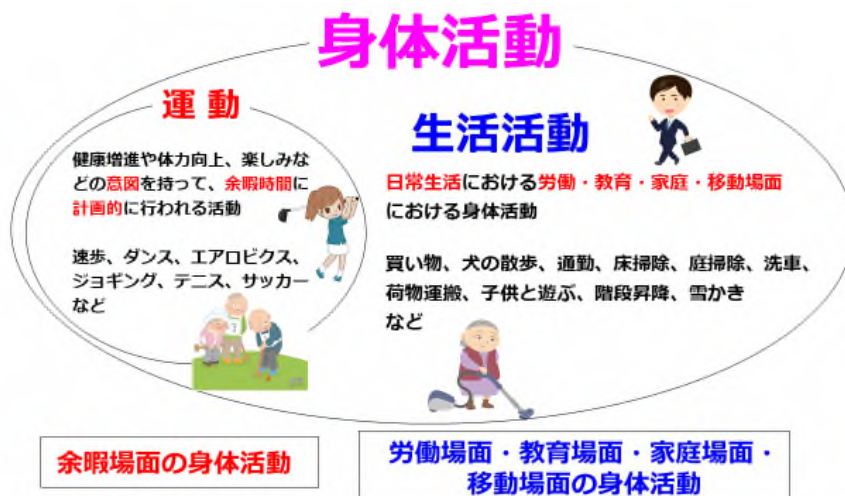 身体活動
運 動
健康増進や体力向上、楽しみな
どの意図を持って、余暇時間に
計画的に行われる活動
速歩、ダンス、エアロビクス、
ジョギング、テニス、サッカー
など
生活活動
日常生活における労働・教育・家庭・移動場面
における身体活動
買い物、犬の散歩、通勤、床掃除、庭掃除、洗車、
荷物運搬、子供と遊ぶ、階段昇降、雪かき
など
余暇場面の身体活動
労働場面・教育場面・家庭場面・
移動場面の身体活動